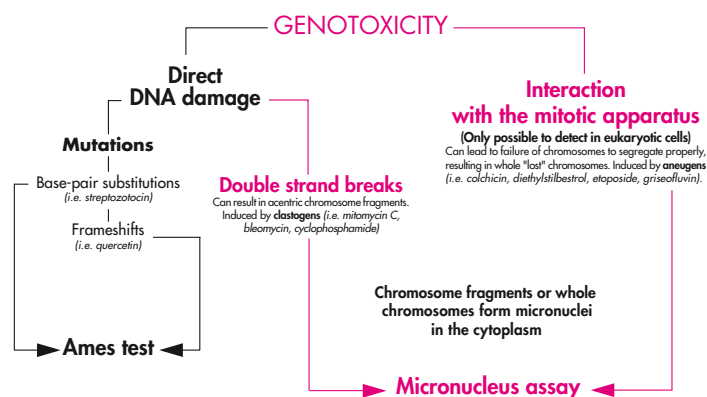 GENOTOXICITY
Direct
DNA damage
Mutations
Base-pair substitutions
(i.e. streptozotocin)
Frameshifts
(i.e. quercetin)
Ames test
Double strand breaks
Can result in acentric chromosome fragments.
Induced by clastogens (i.e. mitomycin C,
bleomycin, cyclophosphamide)
Interaction
with the mitotic apparatus
(Only possible to detect in eukaryotic cells)
Can lead to failure of chromosomes to segregate properly,
resulting in whole "lost" chromosomes. Induced by aneugens
(i.e. colchicin, diethylstilbestrol, etoposide, griseofluvin).
Chromosome fragments or whole
chromosomes form micronuclei
in the cytoplasm
Micronucleus assay